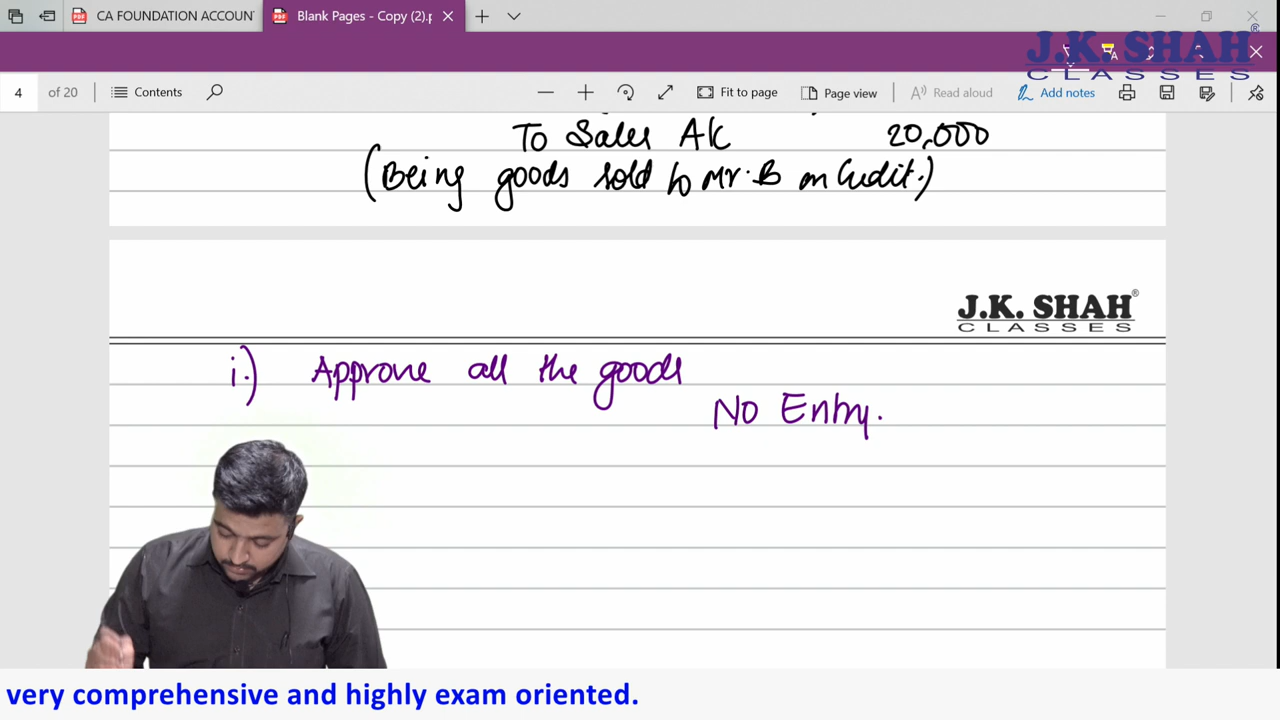 CA FOUNDATION ACCOUN
Blank Pages - Copy (2).p
J.K. SHAH®
CLASSES
4 of 20 Contents Fit to page Page view Read aloud Add notes
To Sales A/c 20,000
(Being goods sold to Mr. B on Credit.)
J.K. SHAH®
CLASSES
i.) Approve all the goods
No Entry.
very comprehensive and highly exam oriented.